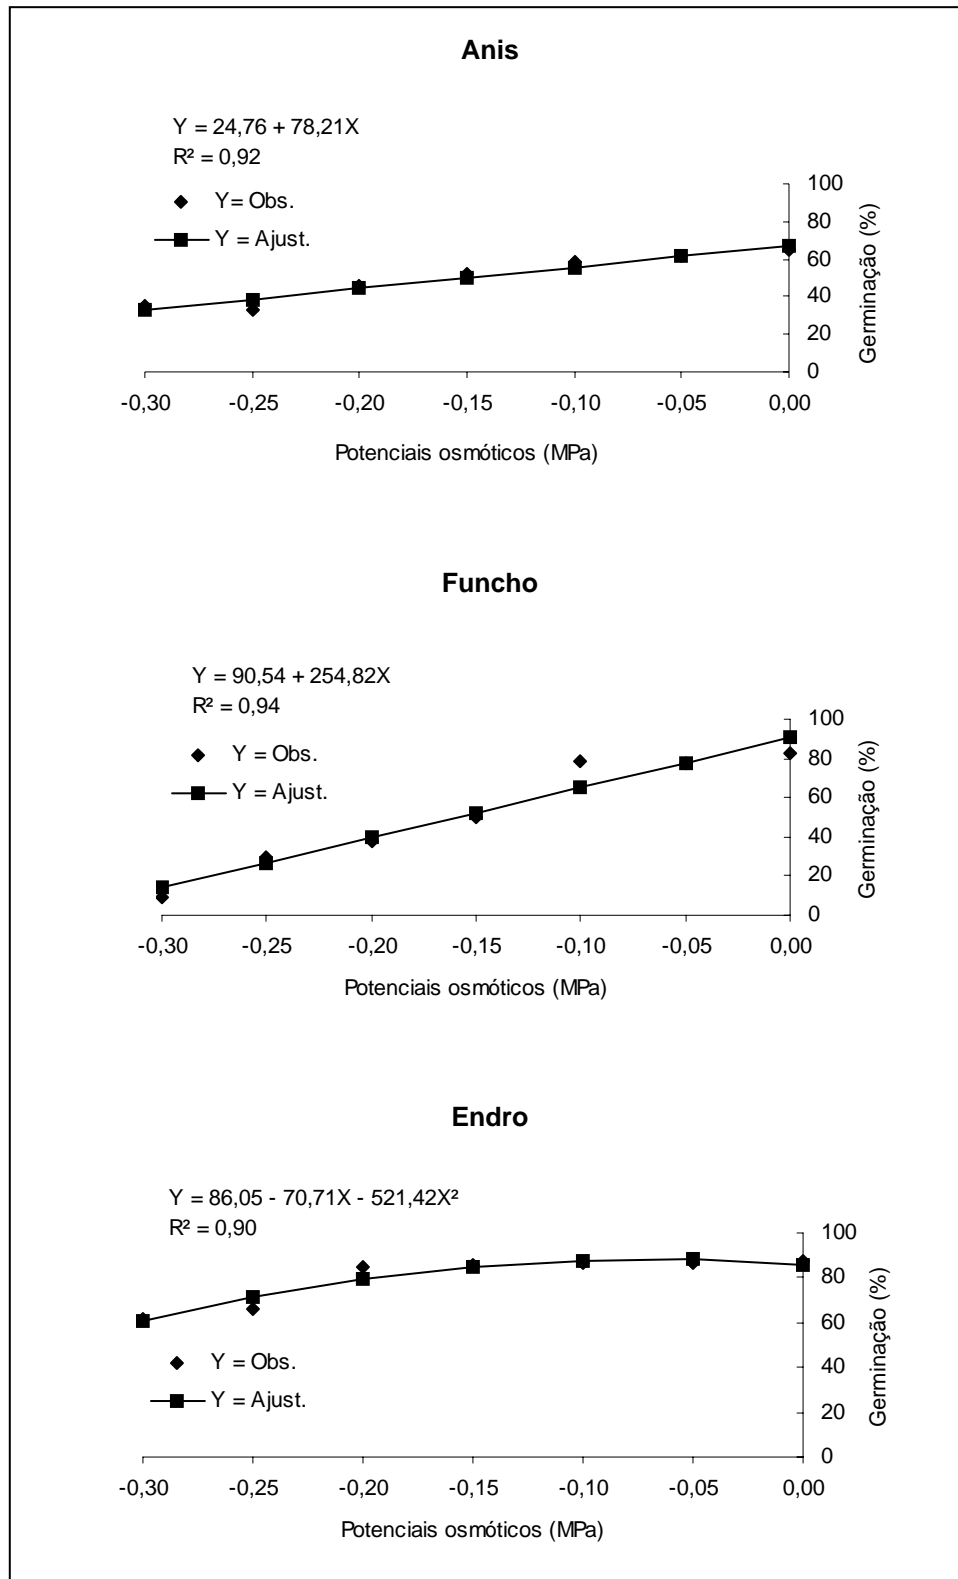 Anis
Y = 24,76 + 78,21X
R² = 0,92
Y= Obs.
Y = Ajust.
100
80
60
40
20
0
Germinação (%)
-0,30 -0,25 -0,20 -0,15 -0,10 -0,05 0,00
Potenciais osmóticos (MPa)
Funcho
Y = 90,54 + 254,82X
R² = 0,94
Y = Obs.
Y = Ajust.
100
80
60
40
20
0
Germinação (%)
-0,30 -0,25 -0,20 -0,15 -0,10 -0,05 0,00
Potenciais osmóticos (MPa)
Endro
Y = 86,05 - 70,71X - 521,42X²
R² = 0,90
Y = Obs.
Y = Ajust.
100
80
60
40
20
0
Germinação (%)
-0,30 -0,25 -0,20 -0,15 -0,10 -0,05 0,00
Potenciais osmóticos (MPa)